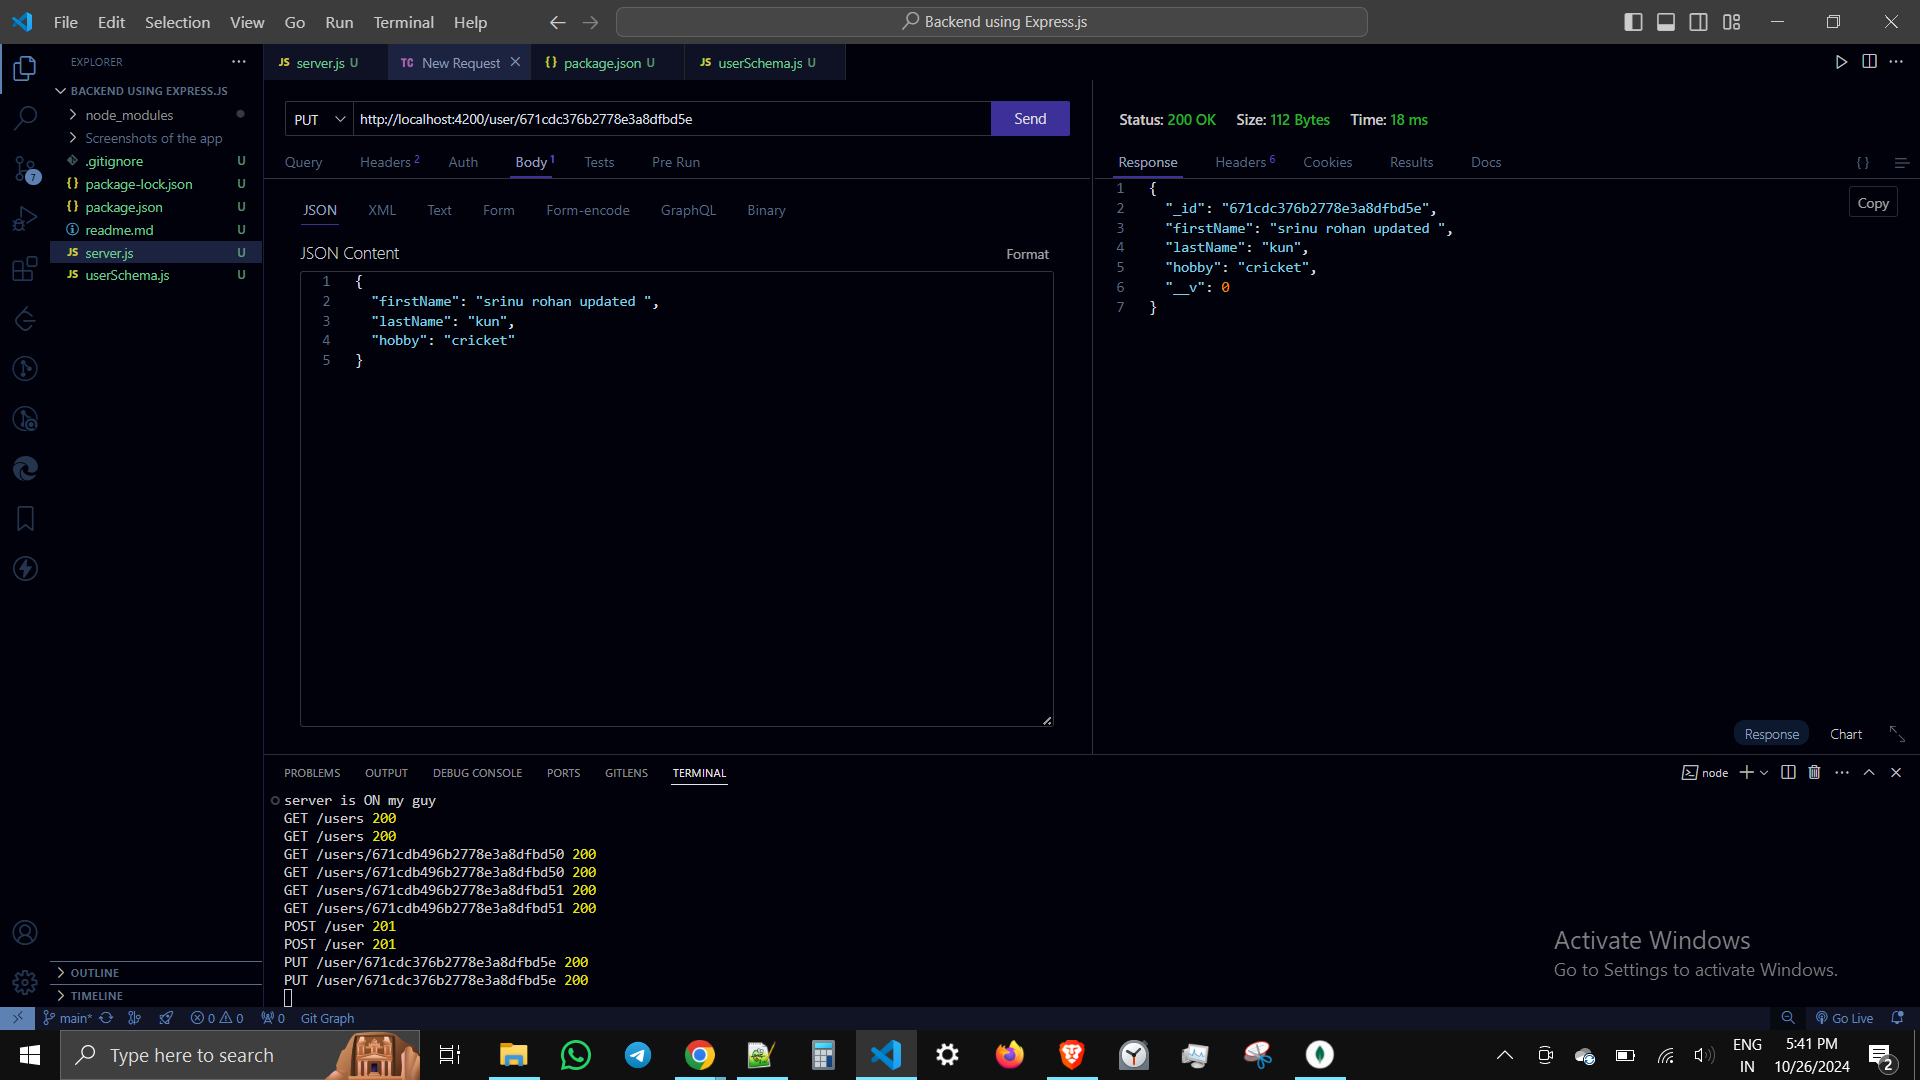 File Edit Selection View Go Run Terminal Help
Backend using Express.js
EXPLORER
BACKEND USING EXPRESS.JS
node_modules
Screenshots of the app
.gitignore U
package-lock.json U
package.json U
readme.md U
JS server.js U
JS userSchema.js U
7
OUTLINE
TIMELINE
JS server.js U
TC New Request
{} package.json U
JS userSchema.js U
PUT http://localhost:4200/user/671cdc376b2778e3a8dfbd5e Send
Query Headers 2 Auth Body 1 Tests Pre Run
JSON XML Text Form Form-encode GraphQL Binary
JSON Content Format
1 {
2 "firstName": "srinu rohan updated ",
3 "lastName": "kun",
4 "hobby": "cricket"
5 }
Status: 200 OK Size: 112 Bytes Time: 18 ms
Response Headers 6 Cookies Results Docs {}
Copy
1 {
2 "_id": "671cdc376b2778e3a8dfbd5e",
3 "firstName": "srinu rohan updated ",
4 "lastName": "kun",
5 "hobby": "cricket",
6 "__v": 0
7 }
Response Chart
PROBLEMS OUTPUT DEBUG CONSOLE PORTS GITLENS TERMINAL
node
server is ON my guy
GET /users 200
GET /users 200
GET /users/671cdb496b2778e3a8dfbd50 200
GET /users/671cdb496b2778e3a8dfbd50 200
GET /users/671cdb496b2778e3a8dfbd51 200
GET /users/671cdb496b2778e3a8dfbd51 200
POST /user 201
POST /user 201
PUT /user/671cdc376b2778e3a8dfbd5e 200
PUT /user/671cdc376b2778e3a8dfbd5e 200
Activate Windows
Go to Settings to activate Windows.
main* 0 0 0 Git Graph
Go Live
Type here to search
ENG
IN
5:41 PM
10/26/2024
2